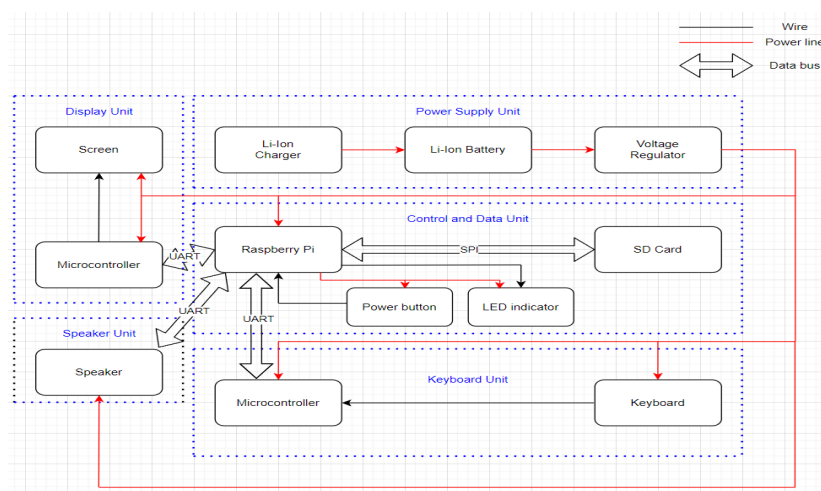 Wire
Power line
Data bus
Display Unit
Power Supply Unit
Screen
Li-Ion
Charger
Li-Ion Battery
Voltage
Regulator
Control and Data Unit
Microcontroller
UART
Raspberry Pi
SPI
SD Card
UART
UART
Power button
LED indicator
Speaker Unit
Speaker
Keyboard Unit
Microcontroller
Keyboard